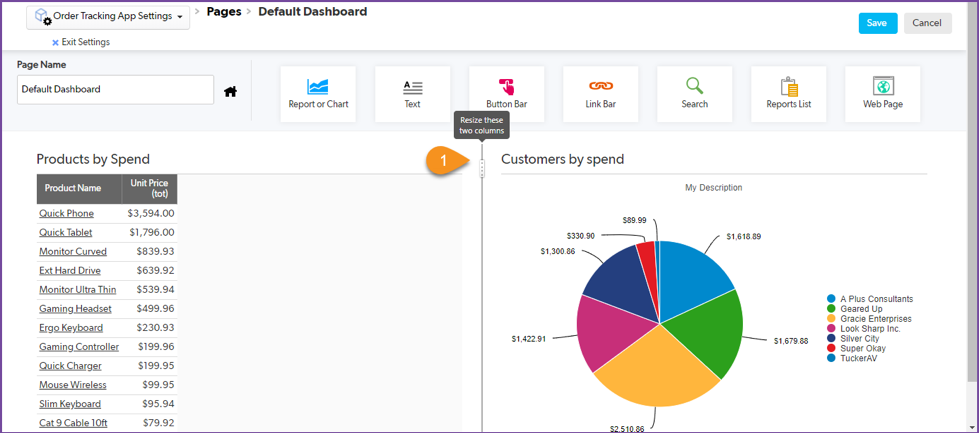 Order Tracking App Settings > Pages > Default Dashboard
Save
Cancel
Exit Settings
Page Name
Default Dashboard
Report or Chart
Text
Button Bar
Link Bar
Search
Reports List
Web Page
Resize these
two columns
1
Products by Spend
Product Name
Unit Price
(tot)
Quick Phone $3,594.00
Quick Tablet $1,796.00
Monitor Curved $839.93
Ext Hard Drive $639.92
Monitor Ultra Thin $539.94
Gaming Headset $499.96
Ergo Keyboard $230.93
Gaming Controller $199.96
Quick Charger $199.95
Mouse Wireless $99.95
Slim Keyboard $95.94
Cat 9 Cable 10ft $79.92
Customers by spend
My Description
$89.99
$330.90
$1,618.89
$1,300.86
$1,422.91
$1,679.88
$2,510.86
A Plus Consultants
Geared Up
Gracie Enterprises
Look Sharp Inc.
Silver City
Super Okay
TuckerAV